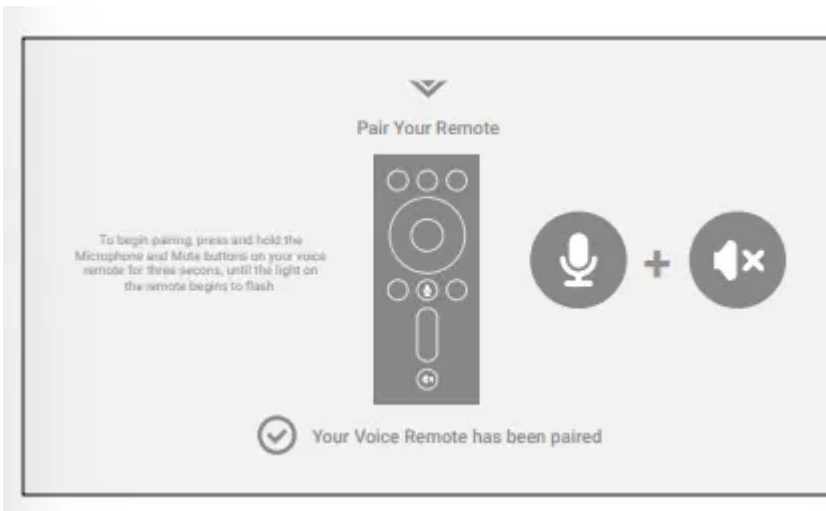 Pair Your Remote
To begin pairing, press and hold the
Microphone and Mute buttons on your voice
remote for three secons, until the light on
the remote begins to flash
Your Voice Remote has been paired